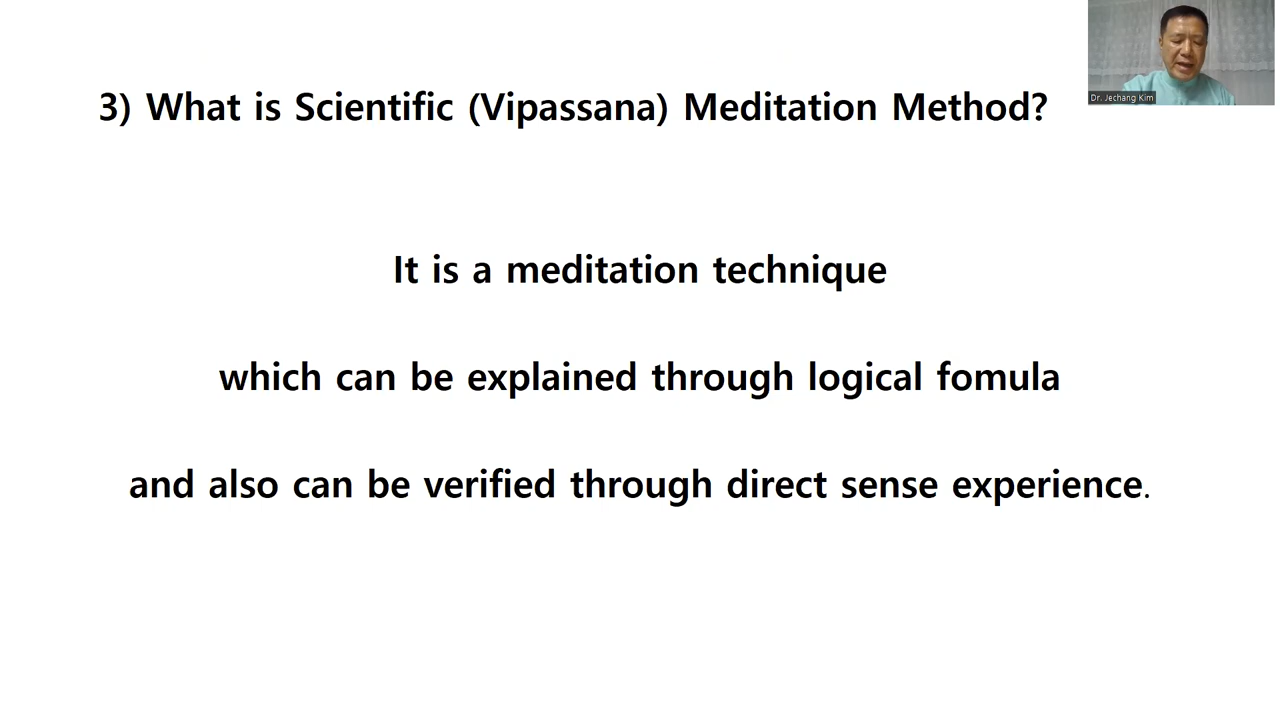 3) What is Scientific (Vipassana) Meditation Method?
Dr. Jechang Kim
It is a meditation technique
which can be explained through logical fomula
and also can be verified through direct sense experience.